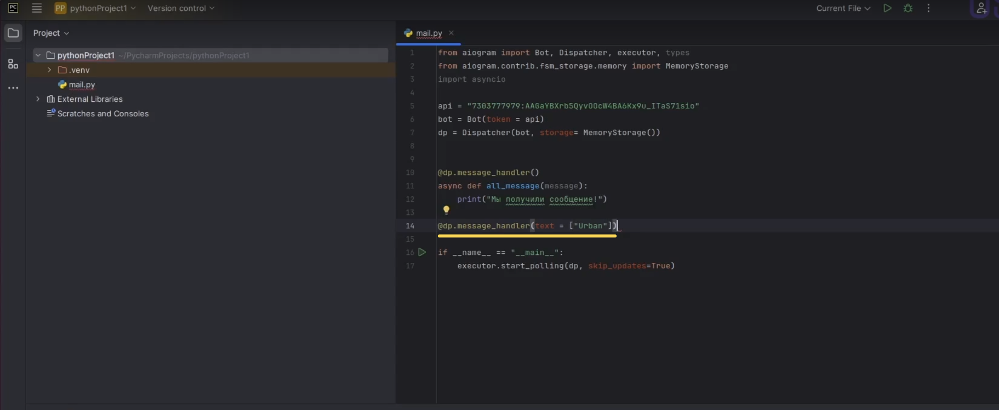 PC PP pythonProject1 Version control Current File
Project
mail.py
pythonProject1 ~/PycharmProjects/pythonProject1
.venv
mail.py
External Libraries
Scratches and Consoles
1 from aiogram import Bot, Dispatcher, executor, types
2 from aiogram.contrib.fsm_storage.memory import MemoryStorage
3 import asyncio
4
5 api = "7303777979:AAGaYBXrb5QyvOOcW4BA6Kx9u_ITaS71sio"
6 bot = Bot(token = api)
7 dp = Dispatcher(bot, storage= MemoryStorage())
8
9
10 @dp.message_handler()
11 async def all_message(message):
12     print("Мы получили сообщение!")
13
14 @dp.message_handler(text = ["Urban"])
15
16 if __name__ == "__main__":
17     executor.start_polling(dp, skip_updates=True)